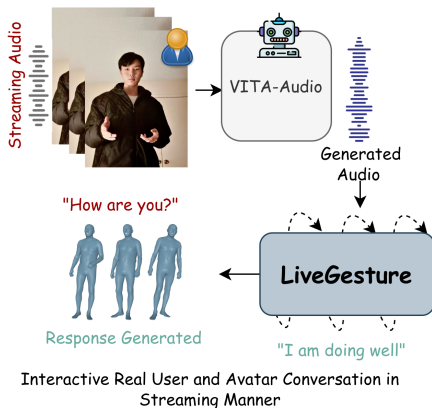 Streaming Audio
VITA-Audio
Generated
Audio
"How are you?"
LiveGesture
Response Generated
"I am doing well"
Interactive Real User and Avatar Conversation in
Streaming Manner